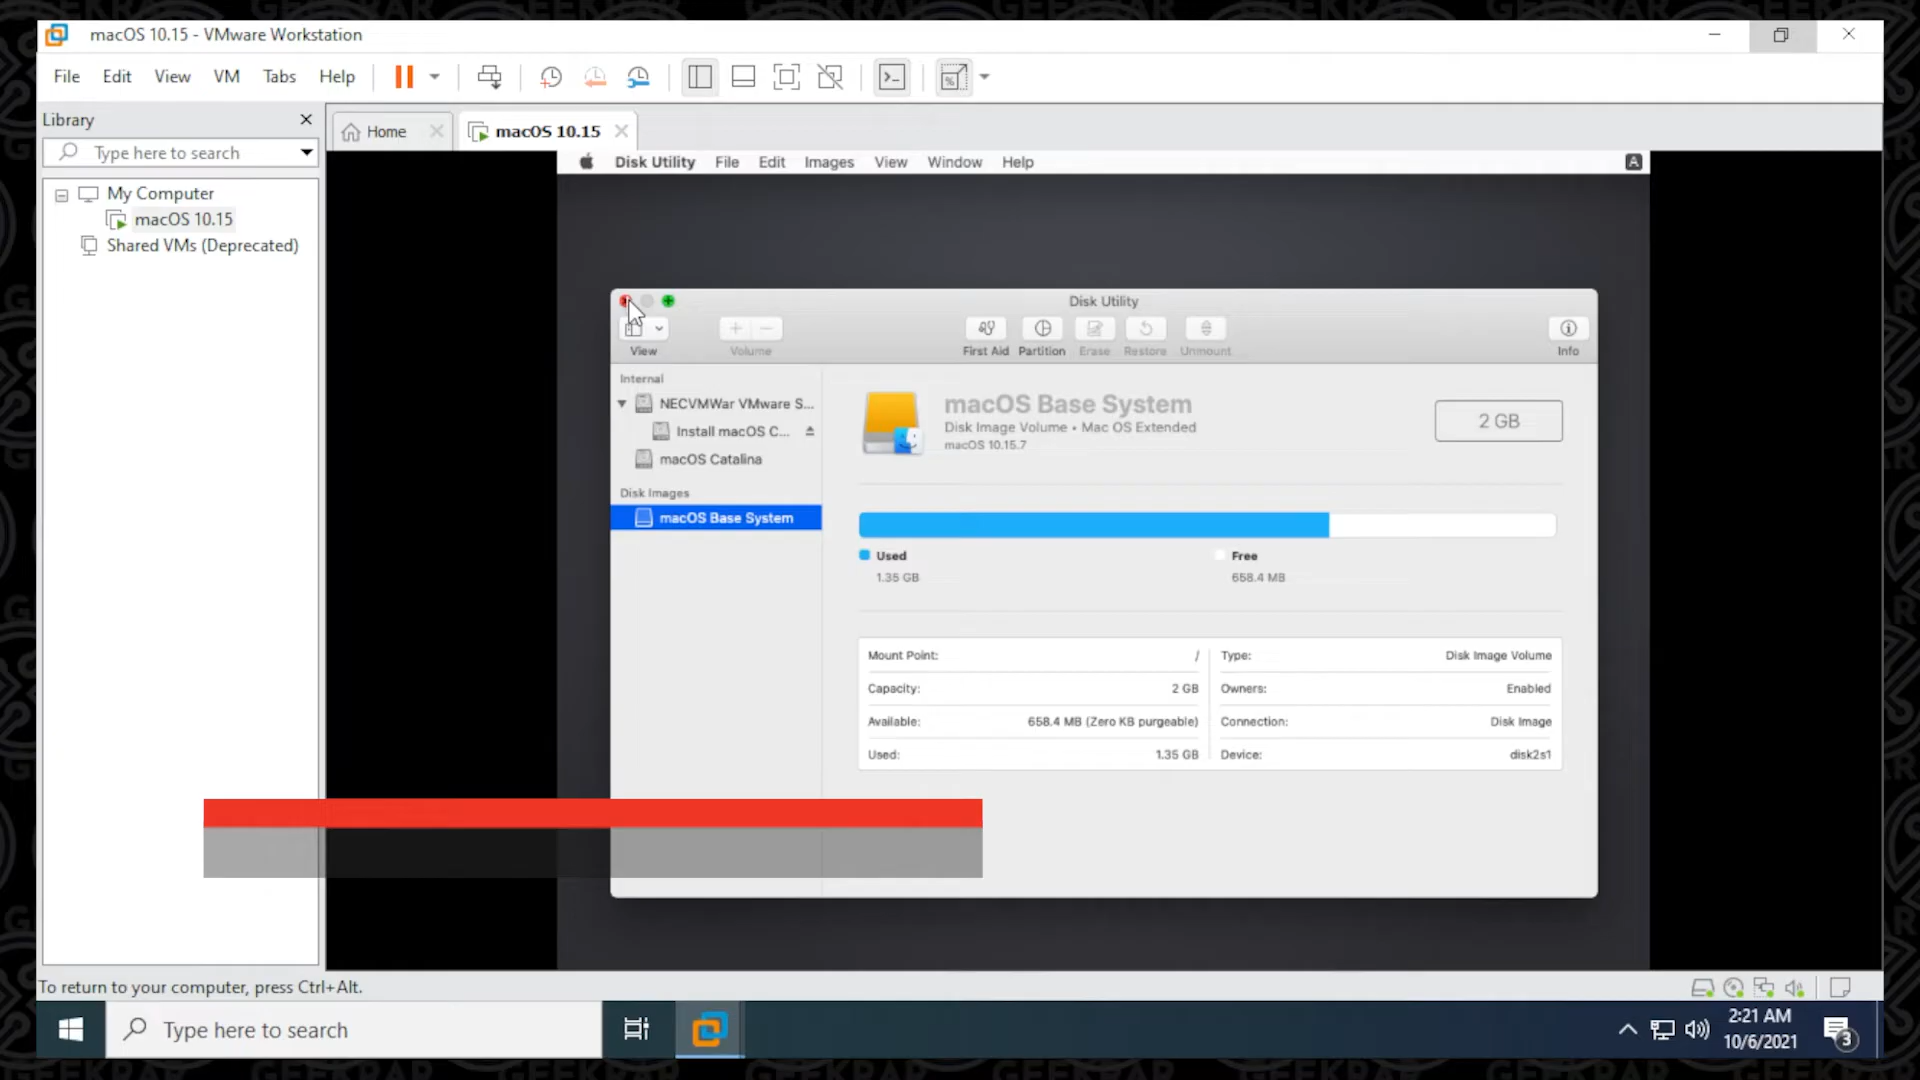 macOS 10.15 - VMware Workstation
File Edit View VM Tabs Help
Library
Type here to search
My Computer
macOS 10.15
Shared VMs (Deprecated)
Home
macOS 10.15
Disk Utility File Edit Images View Window Help
A
Disk Utility
View
Volume
First Aid
Partition
Erase
Restore
Unmount
Info
Internal
NECVMWar VMware S...
Install macOS C...
macOS Catalina
Disk Images
macOS Base System
macOS Base System
Disk Image Volume • Mac OS Extended
macOS 10.15.7
2 GB
Used
1.35 GB
Free
658.4 MB
Mount Point: /
Capacity: 2 GB
Available: 658.4 MB (Zero KB purgeable)
Used: 1.35 GB
Type: Disk Image Volume
Owners: Enabled
Connection: Disk Image
Device: disk2s1
To return to your computer, press Ctrl+Alt.
Type here to search
2:21 AM
10/6/2021
3